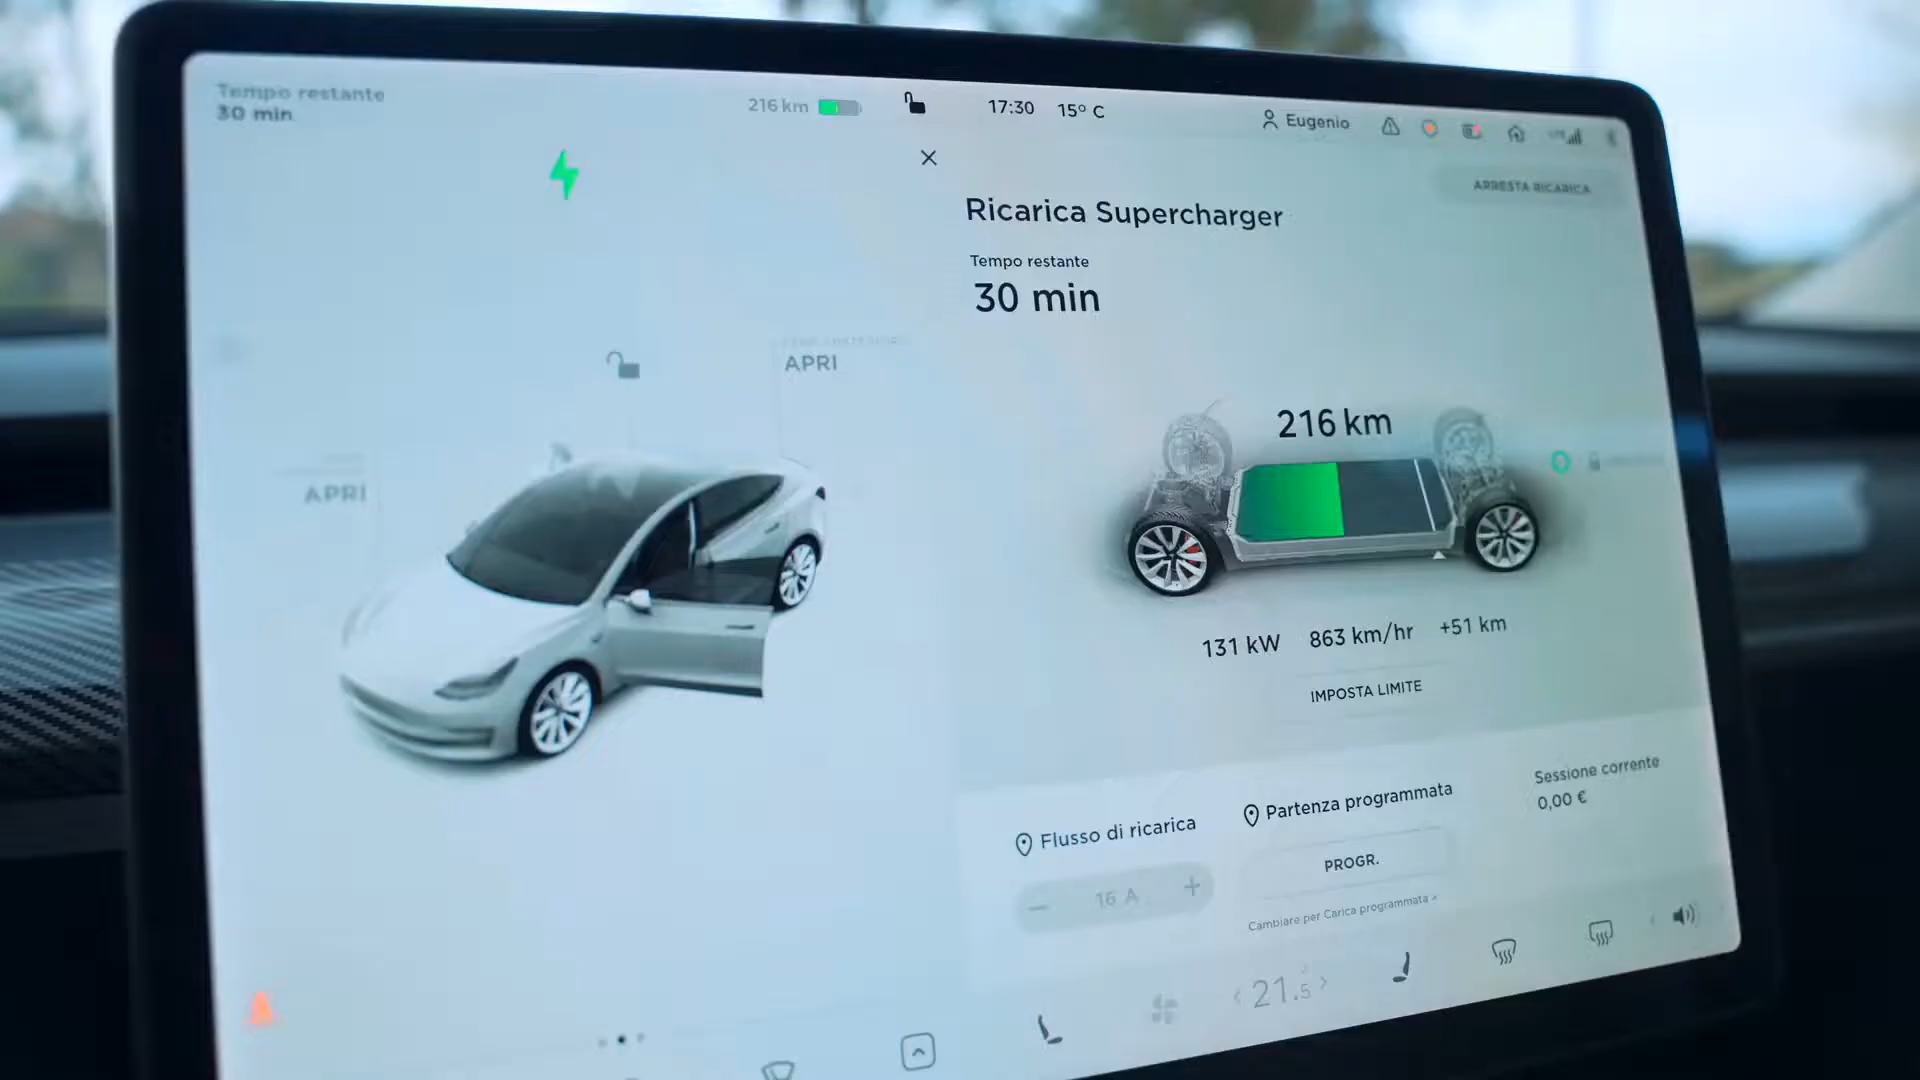 Tempo restante
30 min
216 km
17:30 15° C
Eugenio
LTE
ARRESTA RICARICA
Ricarica Supercharger
Tempo restante
30 min
APRI
APRI
216 km
131 kW 863 km/hr +51 km
IMPOSTA LIMITE
Flusso di ricarica
− 16 A +
Partenza programmata
PROGR.
Cambiare per Carica programmata
Sessione corrente
0,00 €
< 21.5 >